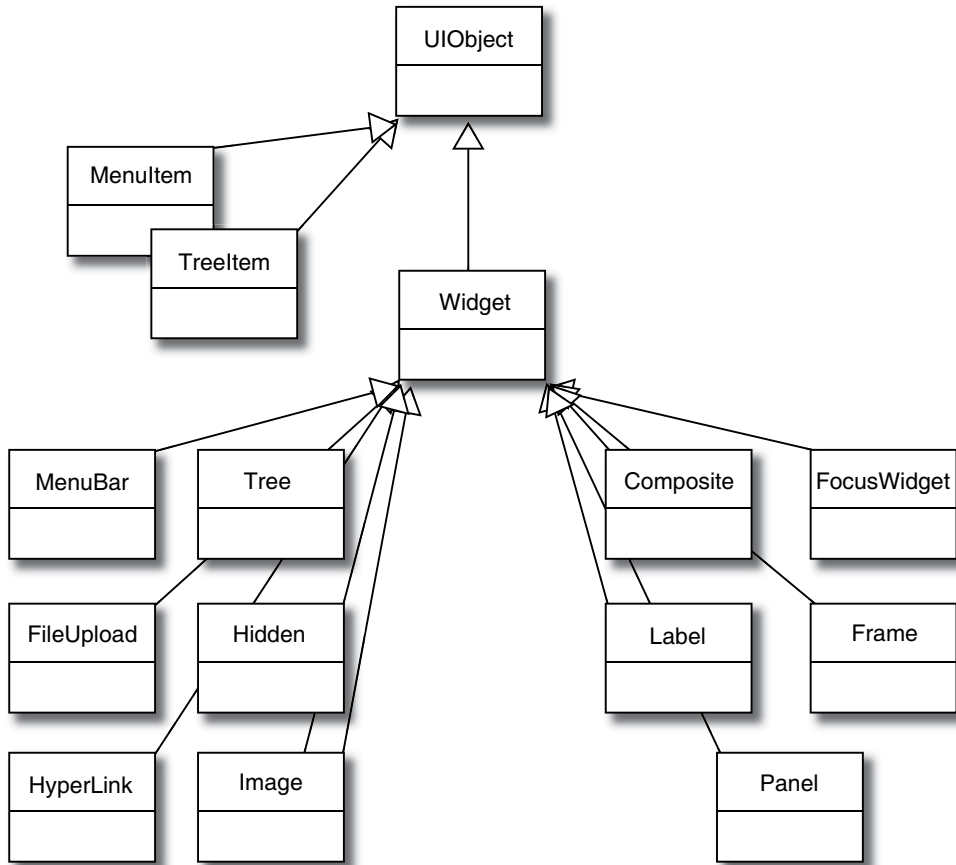 UIObject
MenuItem
TreeItem
Widget
MenuBar
Tree
Composite
FocusWidget
FileUpload
Hidden
Label
Frame
HyperLink
Image
Panel